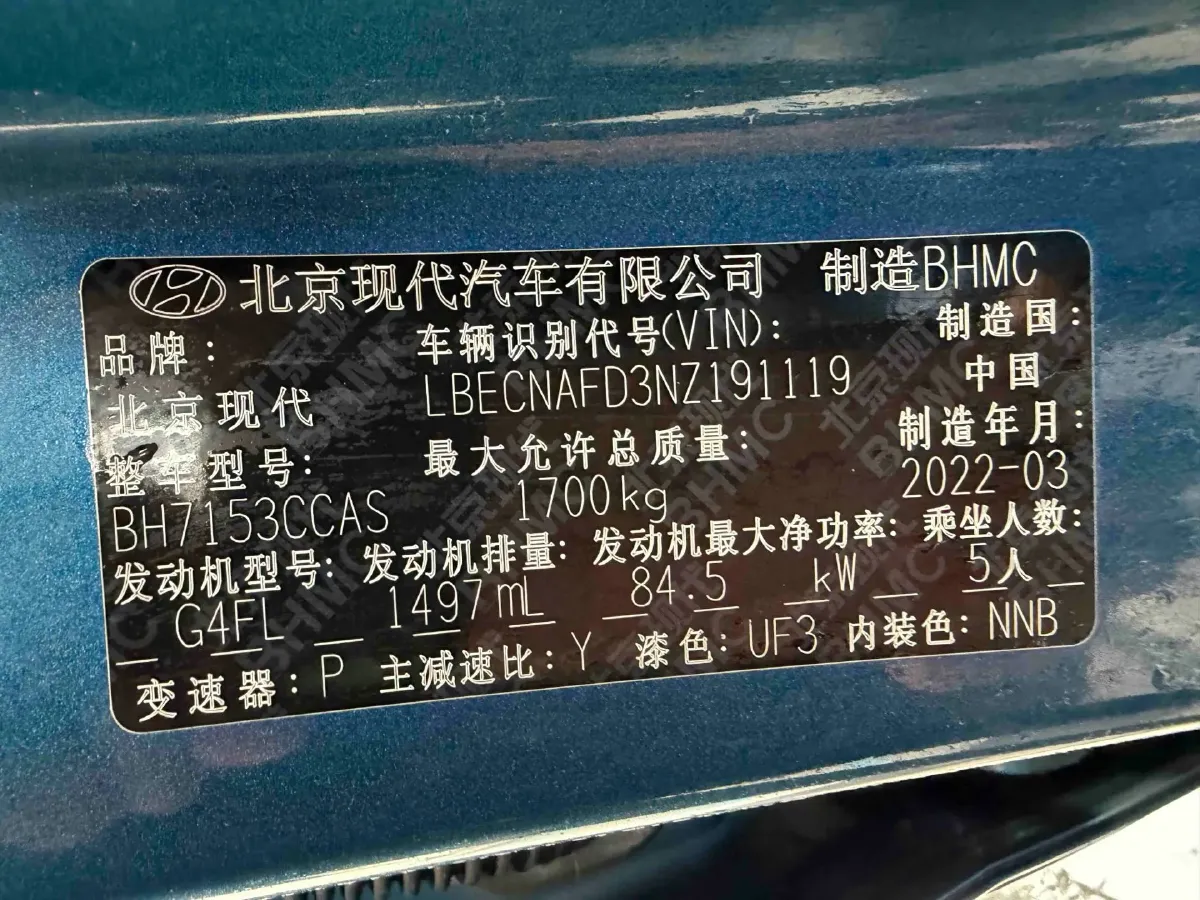 北京现代汽车有限公司 制造BHMC
品牌: 车辆识别代号(VIN): 制造国:
北京现代 LBECNAFD3NZ191119 中国
整车型号: 最大允许总质量: 制造年月:
BH7153CCAS 1700kg 2022-03
发动机型号: 发动机排量: 发动机最大净功率: 乘坐人数:
G4FL 1497mL 84.5 kW 5人
变速器: P 主减速比: Y 漆色: UF3 内装色: NNB